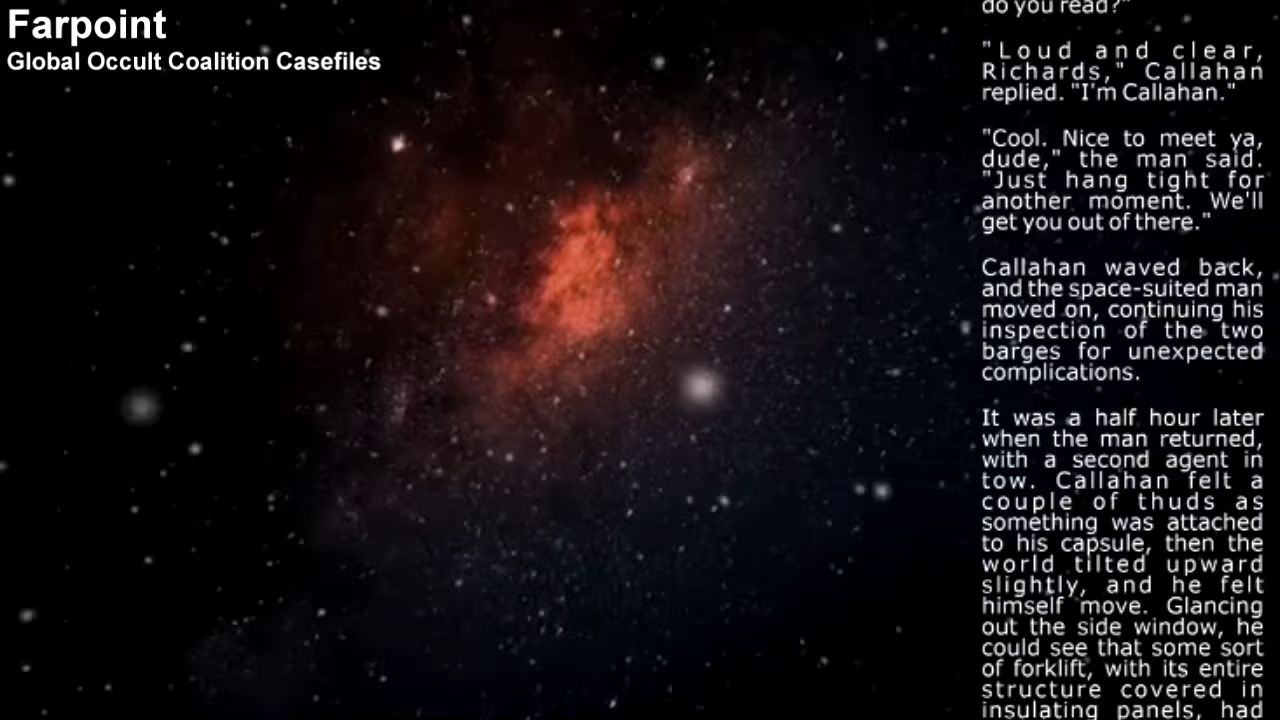 Farpoint
Global Occult Coalition Casefiles
do you read?"
"Loud and clear,
Richards," Callahan
replied. "I'm Callahan."
"Cool. Nice to meet ya,
dude," the man said.
"Just hang tight for
another moment. We'll
get you out of there."
Callahan waved back,
and the space-suited man
moved on, continuing his
inspection of the two
barges for unexpected
complications.
It was a half hour later
when the man returned,
with a second agent in
tow. Callahan felt a
couple of thuds as
something was attached
to his capsule, then the
world tilted upward
slightly, and he felt
himself move. Glancing
out the side window, he
could see that some sort
of forklift, with its entire
structure covered in
insulating panels, had